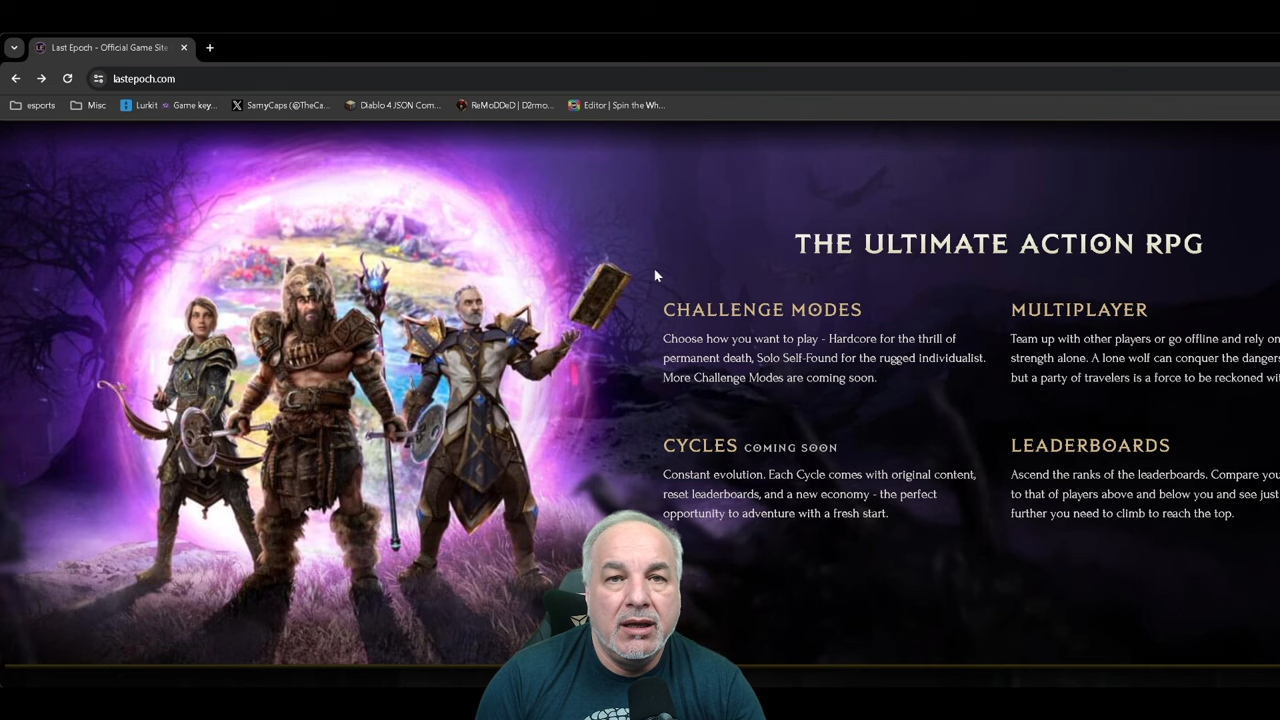 Last Epoch - Official Game Site
lastepoch.com
esports
Misc
Lurkit
Game key...
SamyCaps (@TheCa...
Diablo 4 JSON Com...
ReMoDDeD | D2rmo...
Editor | Spin the Wh...
THE ULTIMATE ACTION RPG
CHALLENGE MODES
Choose how you want to play - Hardcore for the thrill of
permanent death, Solo Self-Found for the rugged individualist.
More Challenge Modes are coming soon.
MULTIPLAYER
Team up with other players or go offline and rely on
strength alone. A lone wolf can conquer the dangers
but a party of travelers is a force to be reckoned wit
CYCLES COMING SOON
Constant evolution. Each Cycle comes with original content,
reset leaderboards, and a new economy - the perfect
opportunity to adventure with a fresh start.
LEADERBOARDS
Ascend the ranks of the leaderboards. Compare you
to that of players above and below you and see just
further you need to climb to reach the top.